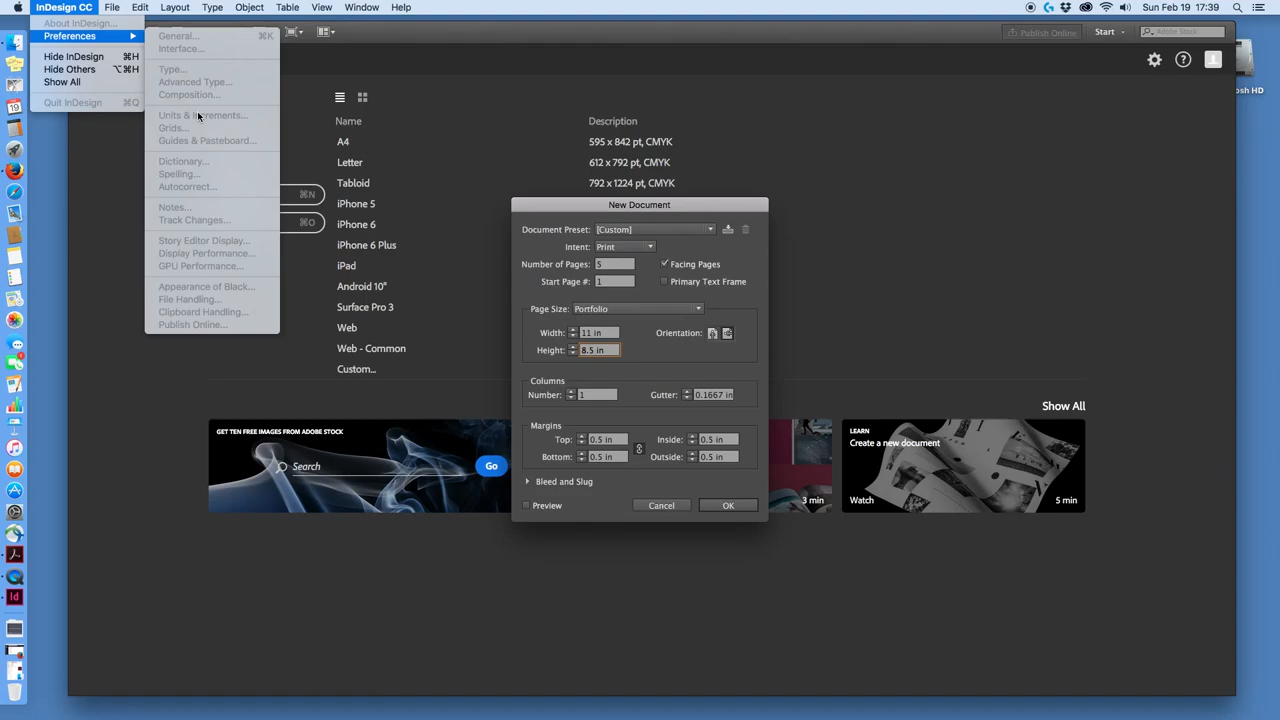 InDesign CC File Edit Layout Type Object Table View Window Help
Sun Feb 19 17:39
About InDesign...
Preferences
Hide InDesign ⌘H
Hide Others ⌥⌘H
Show All
Quit InDesign ⌘Q
General... ⌘K
Interface...
Type...
Advanced Type...
Composition...
Units & Increments...
Grids...
Guides & Pasteboard...
Dictionary...
Spelling...
Autocorrect...
Notes...
Track Changes...
Story Editor Display...
Display Performance...
GPU Performance...
Appearance of Black...
File Handling...
Clipboard Handling...
Publish Online...
Publish Online
Start
Adobe Stock
osh HD
19
⌘N
⌘O
Name Description
A4 595 x 842 pt, CMYK
Letter 612 x 792 pt, CMYK
Tabloid 792 x 1224 pt, CMYK
iPhone 5
iPhone 6
iPhone 6 Plus
iPad
Android 10"
Surface Pro 3
Web
Web - Common
Custom...
New Document
Document Preset: [Custom]
Intent: Print
Number of Pages: 5 Facing Pages
Start Page #: 1 Primary Text Frame
Page Size: Portfolio
Width: 11 in Orientation:
Height: 8.5 in
Columns
Number: 1 Gutter: 0.1667 in
Margins
Top: 0.5 in Inside: 0.5 in
Bottom: 0.5 in Outside: 0.5 in
Bleed and Slug
Preview Cancel OK
Show All
GET TEN FREE IMAGES FROM ADOBE STOCK
Search Go
3 min
LEARN
Create a new document
Watch 5 min
Id